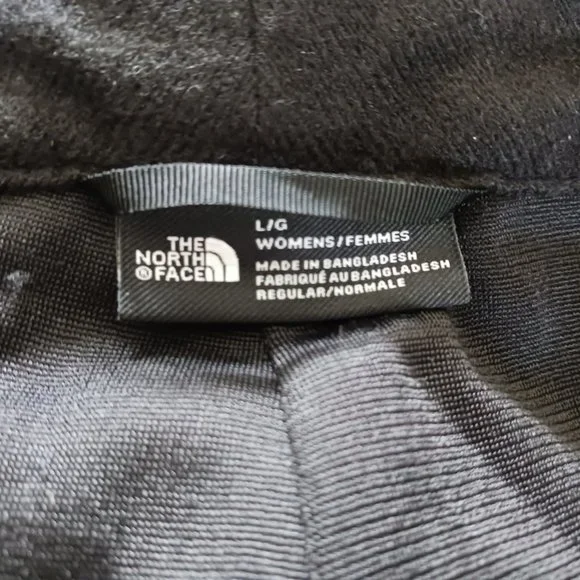 THE
NORTH
FACE
L/G
WOMENS/FEMMES
MADE IN BANGLADESH
FABRIQUÉ AU BANGLADESH
REGULAR/NORMALE